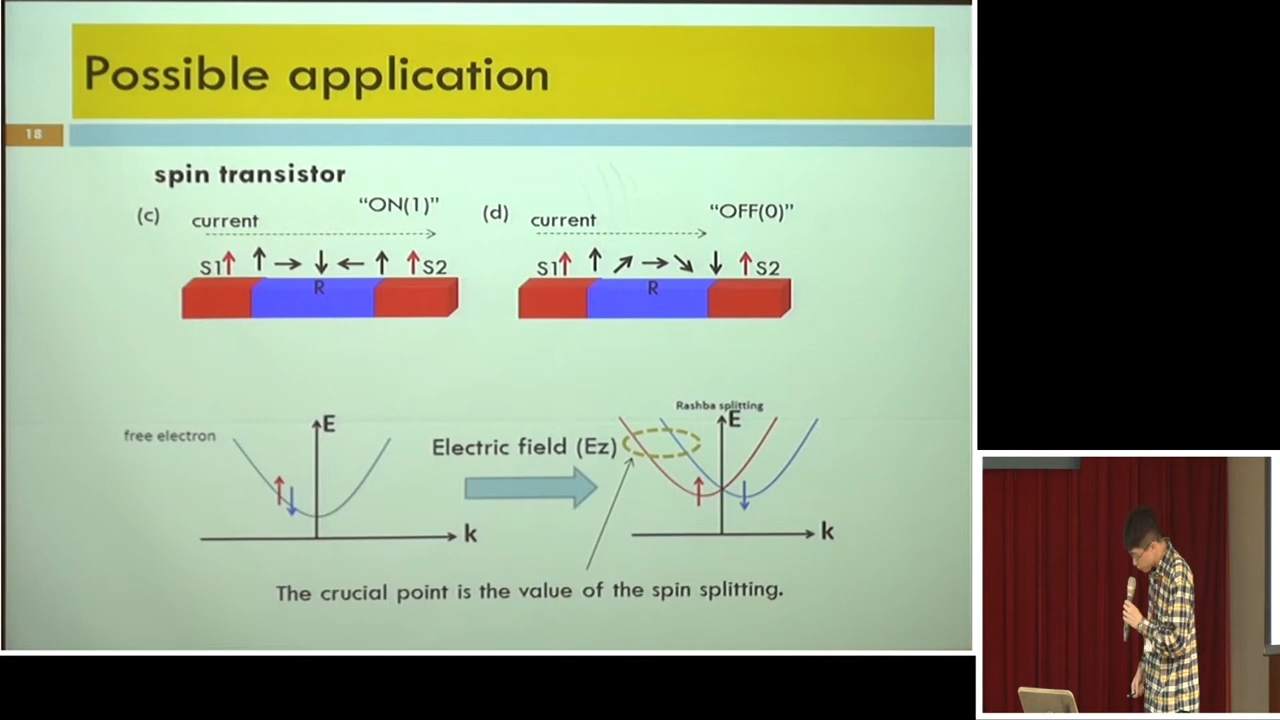 Possible application
18
spin transistor
(c)
current
"ON(1)"
S1
S2
R
(d)
current
"OFF(0)"
S1
S2
R
free electron
E
k
Electric field (Ez)
Rashba splitting
E
k
The crucial point is the value of the spin splitting.